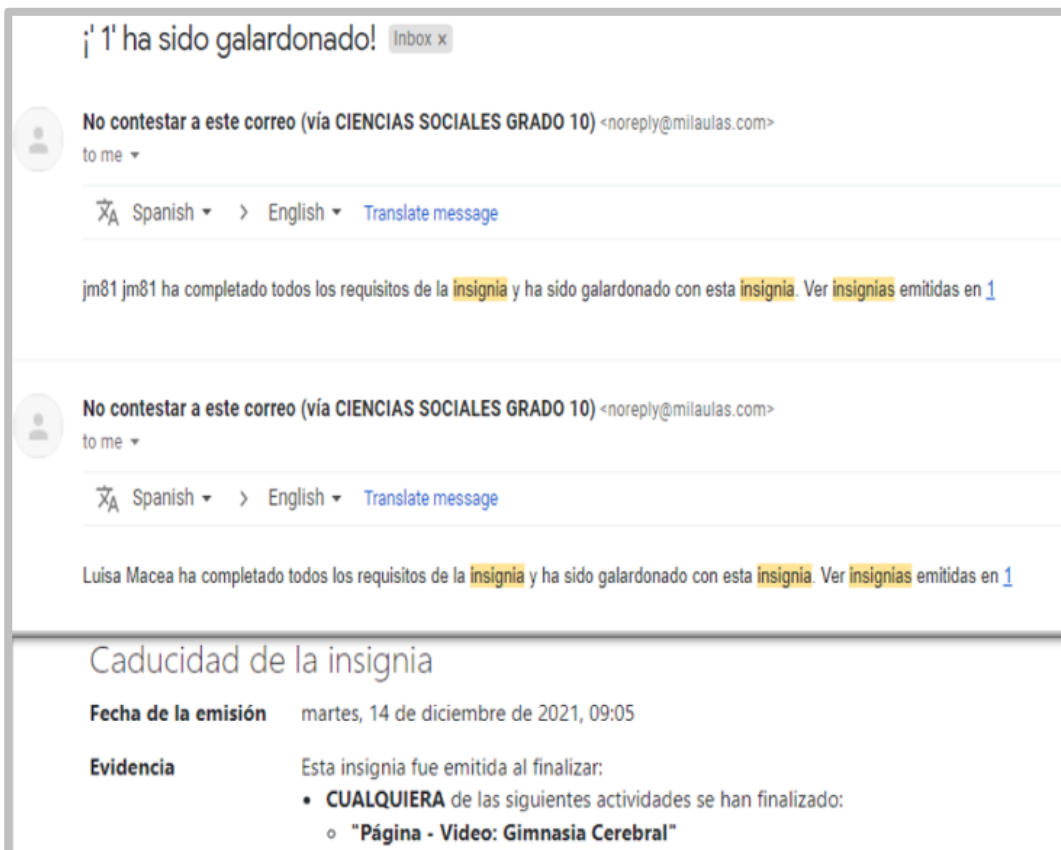 ¡' 1' ha sido galardonado! Inbox x
No contestar a este correo (vía CIENCIAS SOCIALES GRADO 10) <noreply@milaulas.com>
to me
Spanish > English Translate message
jm81 jm81 ha completado todos los requisitos de la insignia y ha sido galardonado con esta insignia. Ver insignias emitidas en 1
No contestar a este correo (vía CIENCIAS SOCIALES GRADO 10) <noreply@milaulas.com>
to me
Spanish > English Translate message
Luisa Macea ha completado todos los requisitos de la insignia y ha sido galardonado con esta insignia. Ver insignias emitidas en 1
Caducidad de la insignia
Fecha de la emisión martes, 14 de diciembre de 2021, 09:05
Evidencia Esta insignia fue emitida al finalizar:
• CUALQUIERA de las siguientes actividades se han finalizado:
○ "Página - Video: Gimnasia Cerebral"